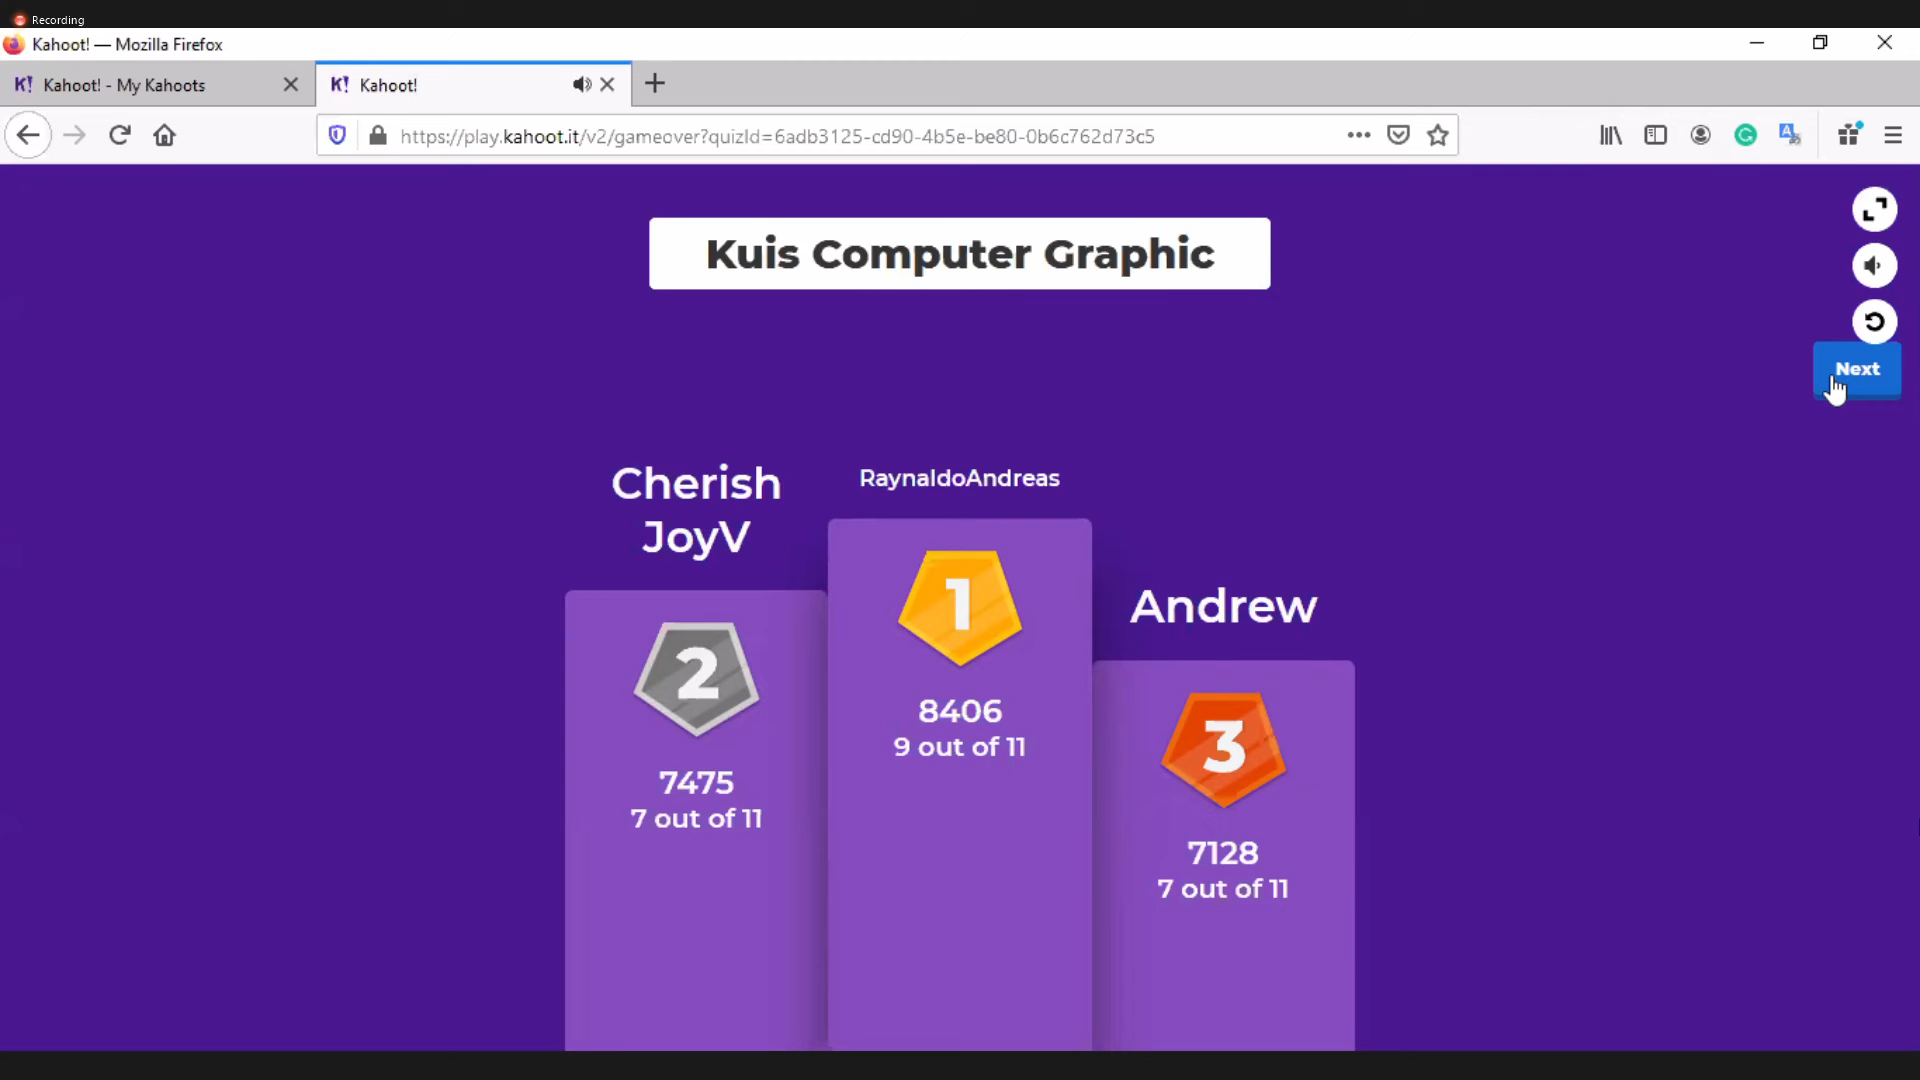 Recording
Kahoot! — Mozilla Firefox
K! Kahoot! - My Kahoots
K! Kahoot!
https://play.kahoot.it/v2/gameover?quizId=6adb3125-cd90-4b5e-be80-0b6c762d73c5
Kuis Computer Graphic
Next
Cherish
JoyV
2
7475
7 out of 11
RaynaldoAndreas
1
8406
9 out of 11
Andrew
3
7128
7 out of 11